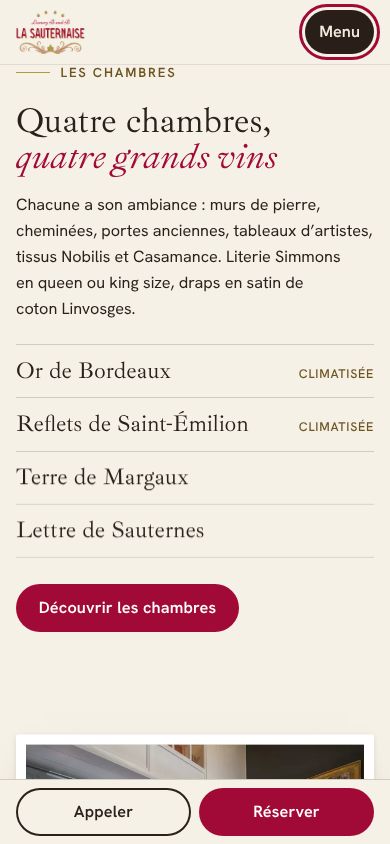 Luxury Bed & B
LA SAUTERNAISE
Menu
LES CHAMBRES
Quatre chambres,
quatre grands vins
Chacune a son ambiance : murs de pierre,
cheminées, portes anciennes, tableaux d’artistes,
tissus Nobilis et Casamance. Literie Simmons
en queen ou king size, draps en satin de
coton Linvosges.
Or de Bordeaux
CLIMATISÉE
Reflets de Saint-Émilion
CLIMATISÉE
Terre de Margaux
Lettre de Sauternes
Découvrir les chambres
Appeler
Réserver